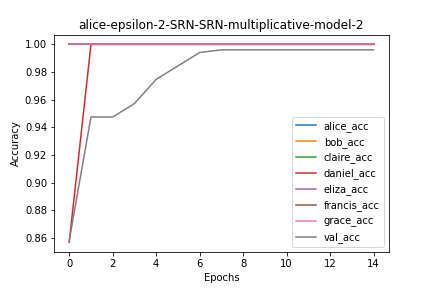 alice-epsilon-2-SRN-SRN-multiplicative-model-2
1.00
0.98
0.96
0.94
0.92
0.90
0.88
0.86
Accuracy
alice_acc
bob_acc
claire_acc
daniel_acc
eliza_acc
francis_acc
grace_acc
val_acc
0 2 4 6 8 10 12 14
Epochs